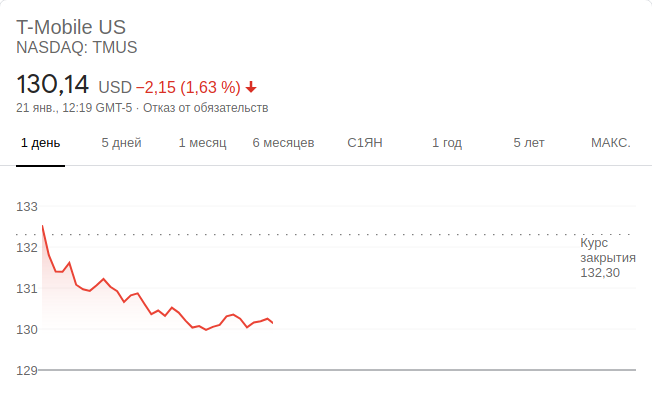 T-Mobile US
NASDAQ: TMUS
130,14 USD −2,15 (1,63 %)
21 янв., 12:19 GMT-5 · Отказ от обязательств
1 день 5 дней 1 месяц 6 месяцев С1ЯН 1 год 5 лет МАКС.
133
132
131
130
129
Курс
закрытия
132,30